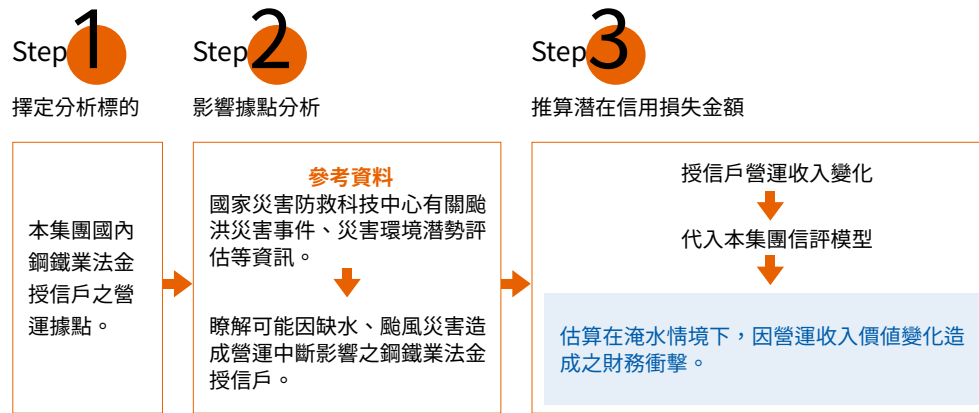 Step 1
擇定分析標的
本集團國內
鋼鐵業法金
授信戶之營
運據點。
Step 2
影響據點分析
參考資料
國家災害防救科技中心有關颱
洪災害事件、災害環境潛勢評
估等資訊。
瞭解可能因缺水、颱風災害造
成營運中斷影響之鋼鐵業法金
授信戶。
Step 3
推算潛在信用損失金額
授信戶營運收入變化
代入本集團信評模型
估算在淹水情境下，因營運收入價值變化造
成之財務衝擊。